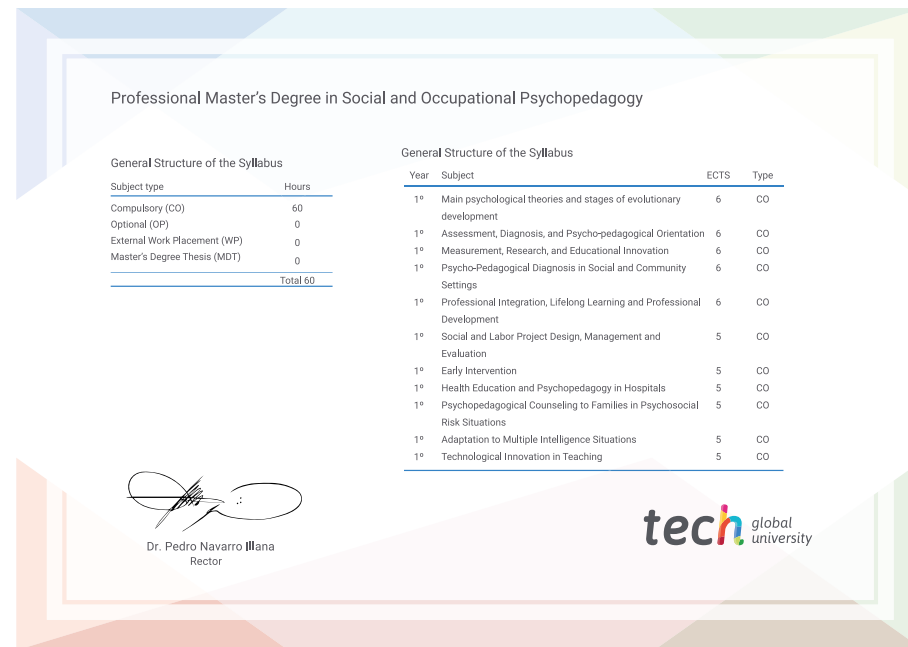 Professional Master's Degree in Social and Occupational Psychopedagogy
General Structure of the Syllabus
Subject type Hours
Compulsory (CO) 60
Optional (OP) 0
External Work Placement (WP) 0
Master's Degree Thesis (MDT) 0
Total 60
General Structure of the Syllabus
Year Subject ECTS Type
1º Main psychological theories and stages of evolutionary 6 CO
development
1º Assessment, Diagnosis, and Psycho-pedagogical Orientation 6 CO
1º Measurement, Research, and Educational Innovation 6 CO
1º Psycho-Pedagogical Diagnosis in Social and Community 6 CO
Settings
1º Professional Integration, Lifelong Learning and Professional 6 CO
Development
1º Social and Labor Project Design, Management and 5 CO
Evaluation
1º Early Intervention 5 CO
1º Health Education and Psychopedagogy in Hospitals 5 CO
1º Psychopedagogical Counseling to Families in Psychosocial 5 CO
Risk Situations
1º Adaptation to Multiple Intelligence Situations 5 CO
1º Technological Innovation in Teaching 5 CO
Dr. Pedro Navarro Illana
Rector
tech global
university